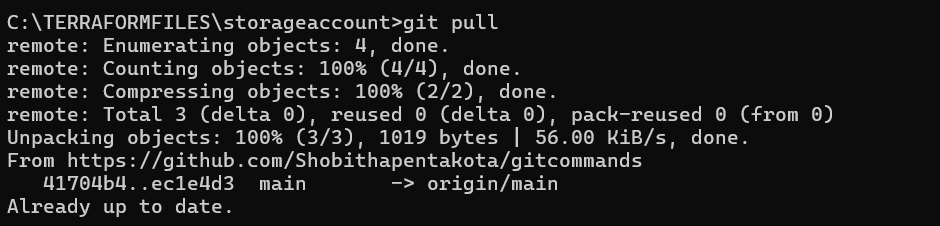 C:\TERRAFORMFILES\storageaccount>git pull
remote: Enumerating objects: 4, done.
remote: Counting objects: 100% (4/4), done.
remote: Compressing objects: 100% (2/2), done.
remote: Total 3 (delta 0), reused 0 (delta 0), pack-reused 0 (from 0)
Unpacking objects: 100% (3/3), 1019 bytes | 56.00 KiB/s, done.
From https://github.com/Shobithapentakota/gitcommands
   41704b4..ec1e4d3  main       -> origin/main
Already up to date.